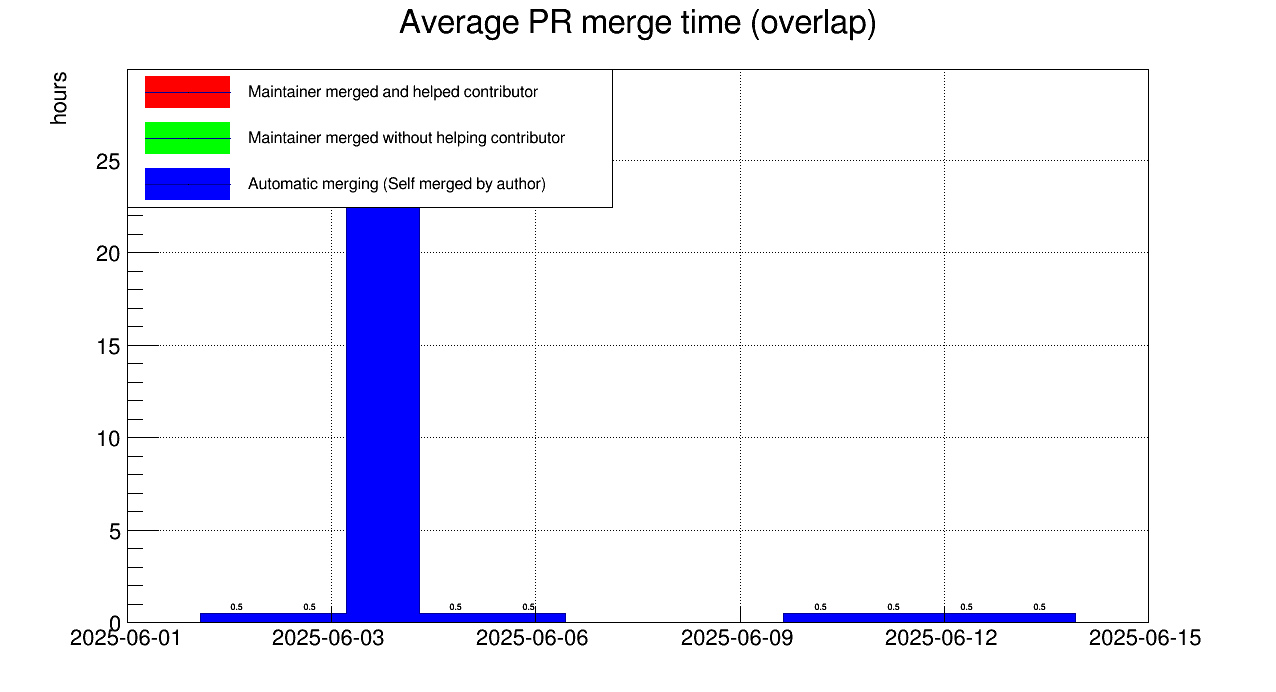 Average PR merge time (overlap)
hours
Maintainer merged and helped contributor
Maintainer merged without helping contributor
Automatic merging (Self merged by author)
25
20
15
10
5
0
0.5 0.5 0.5 0.5 0.5 0.5 0.5 0.5
2025-06-01 2025-06-03 2025-06-06 2025-06-09 2025-06-12 2025-06-15